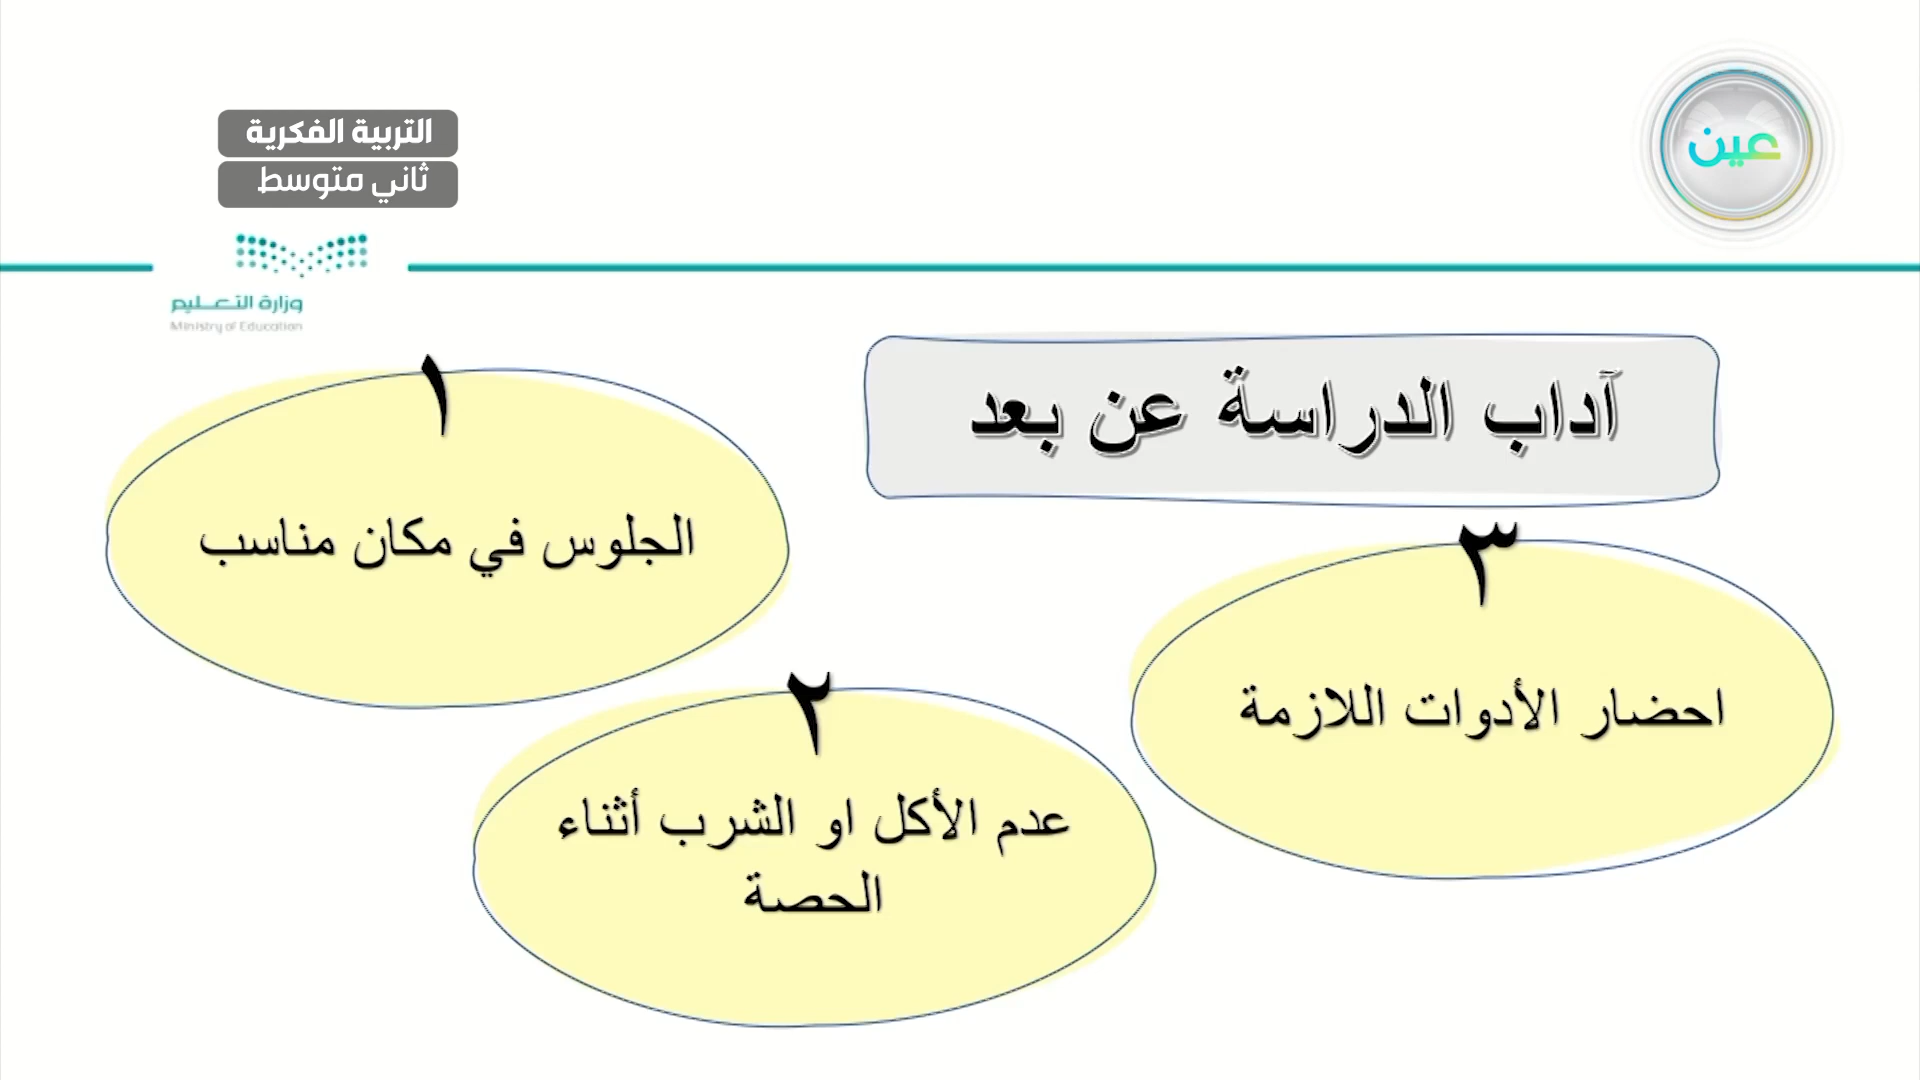 التربية الفكرية
ثاني متوسط
عين
وزارة التعليم
Ministry of Education
آداب الدراسة عن بعد
١
الجلوس في مكان مناسب
٢
عدم الأكل او الشرب أثناء
الحصة
٣
احضار الأدوات اللازمة